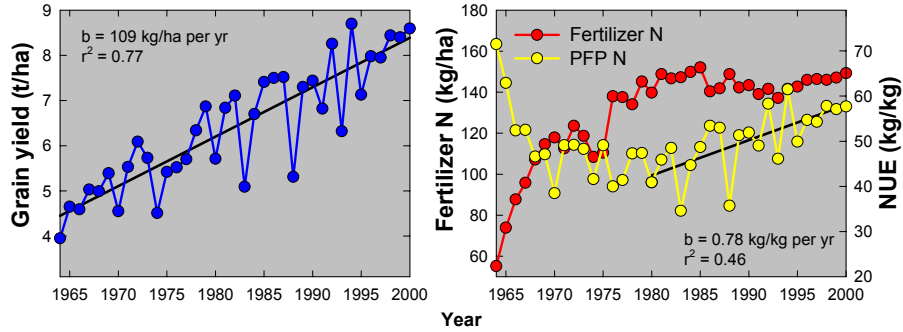 Grain yield (t/ha)
9
8
7
6
5
4
b = 109 kg/ha per yr
r² = 0.77
1965 1970 1975 1980 1985 1990 1995 2000
Fertilizer N (kg/ha)
180
160
140
120
100
80
60
Fertilizer N
PFP N
b = 0.78 kg/kg per yr
r² = 0.46
80
70
60
50
40
30
20
NUE (kg/kg)
1965 1970 1975 1980 1985 1990 1995 2000
Year